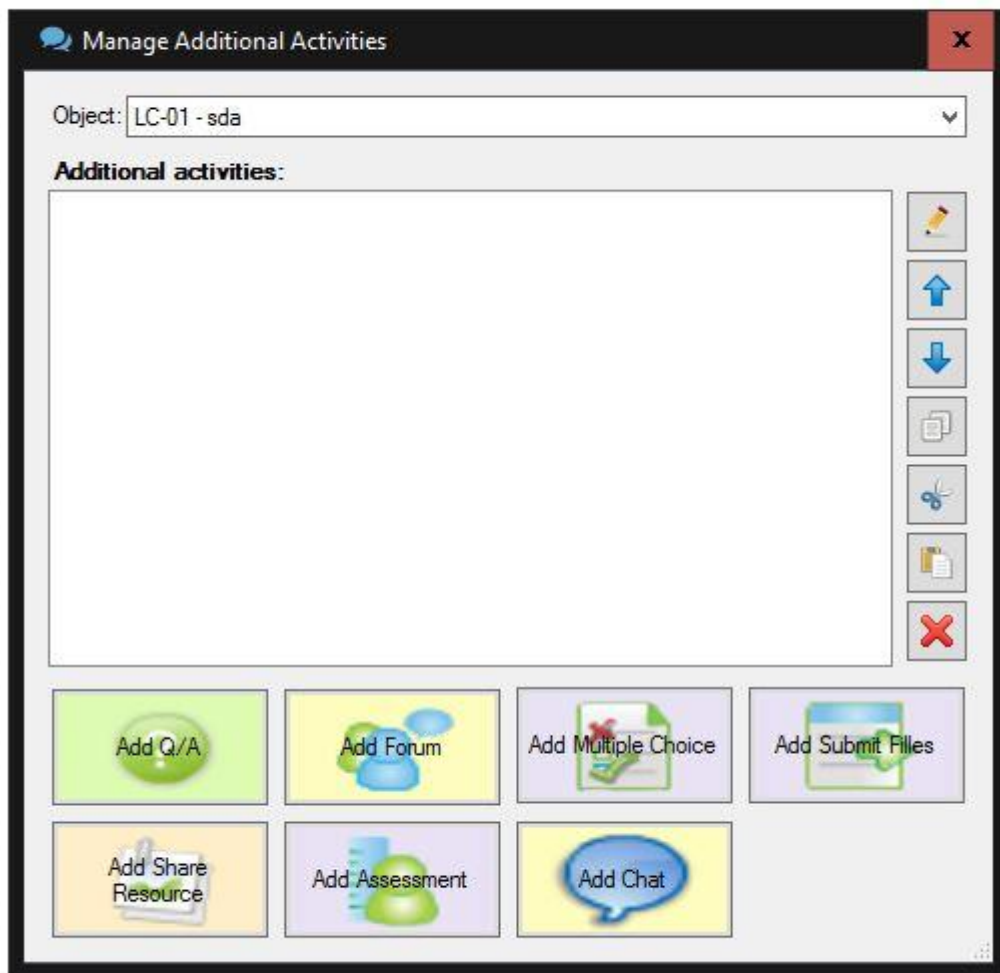 Manage Additional Activities
x
Object: LC-01 - sda
Additional activities:
Add Q/A
Add Forum
Add Multiple Choice
Add Submit Filles
Add Share
Resource
Add Assessment
Add Chat